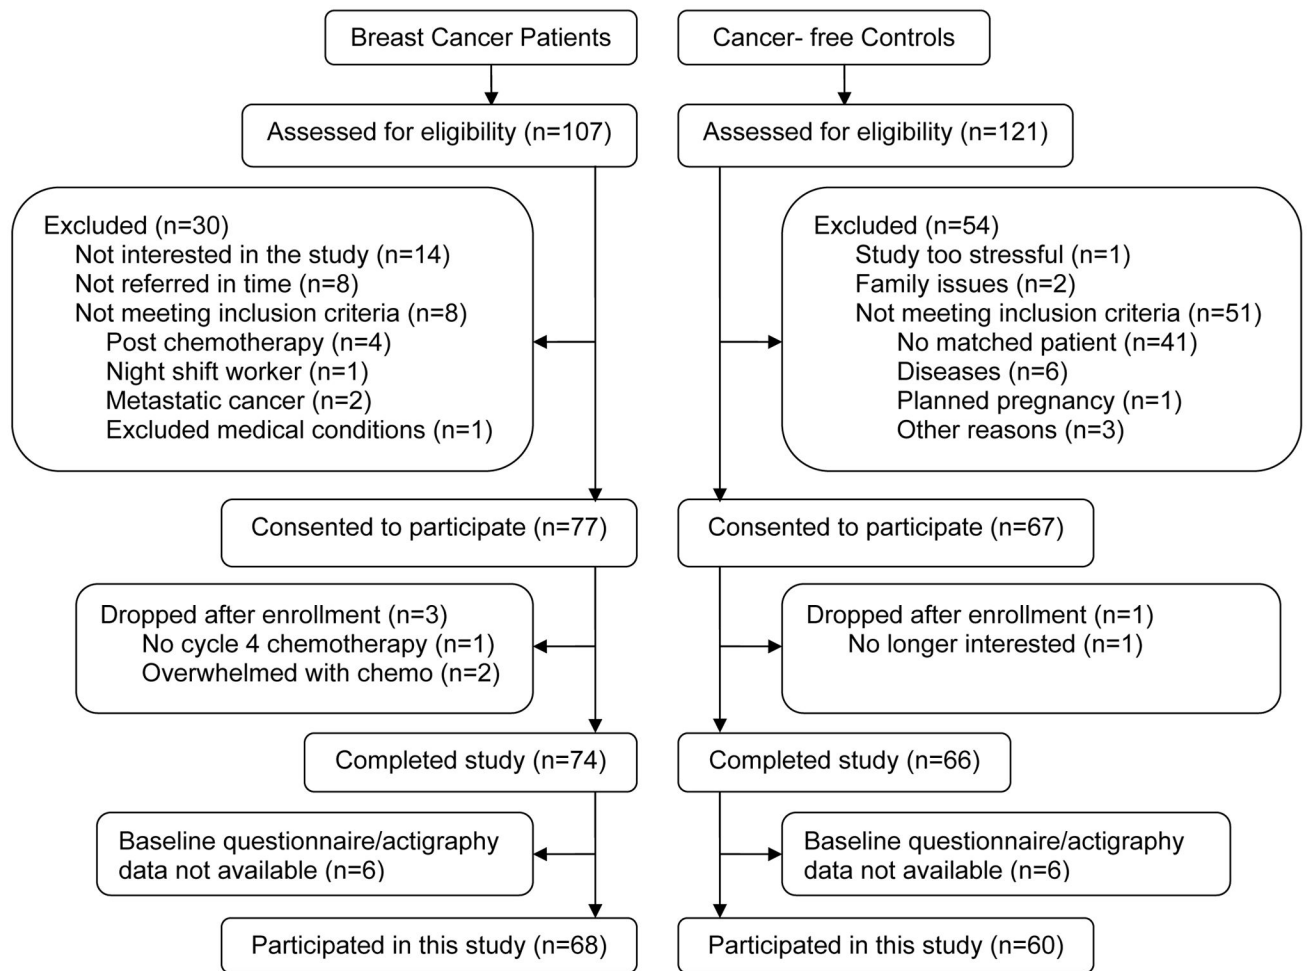 Breast Cancer Patients
Cancer- free Controls
Assessed for eligibility (n=107)
Assessed for eligibility (n=121)
Excluded (n=30)
Not interested in the study (n=14)
Not referred in time (n=8)
Not meeting inclusion criteria (n=8)
Post chemotherapy (n=4)
Night shift worker (n=1)
Metastatic cancer (n=2)
Excluded medical conditions (n=1)
Excluded (n=54)
Study too stressful (n=1)
Family issues (n=2)
Not meeting inclusion criteria (n=51)
No matched patient (n=41)
Diseases (n=6)
Planned pregnancy (n=1)
Other reasons (n=3)
Consented to participate (n=77)
Consented to participate (n=67)
Dropped after enrollment (n=3)
No cycle 4 chemotherapy (n=1)
Overwhelmed with chemo (n=2)
Dropped after enrollment (n=1)
No longer interested (n=1)
Completed study (n=74)
Completed study (n=66)
Baseline questionnaire/actigraphy
data not available (n=6)
Baseline questionnaire/actigraphy
data not available (n=6)
Participated in this study (n=68)
Participated in this study (n=60)